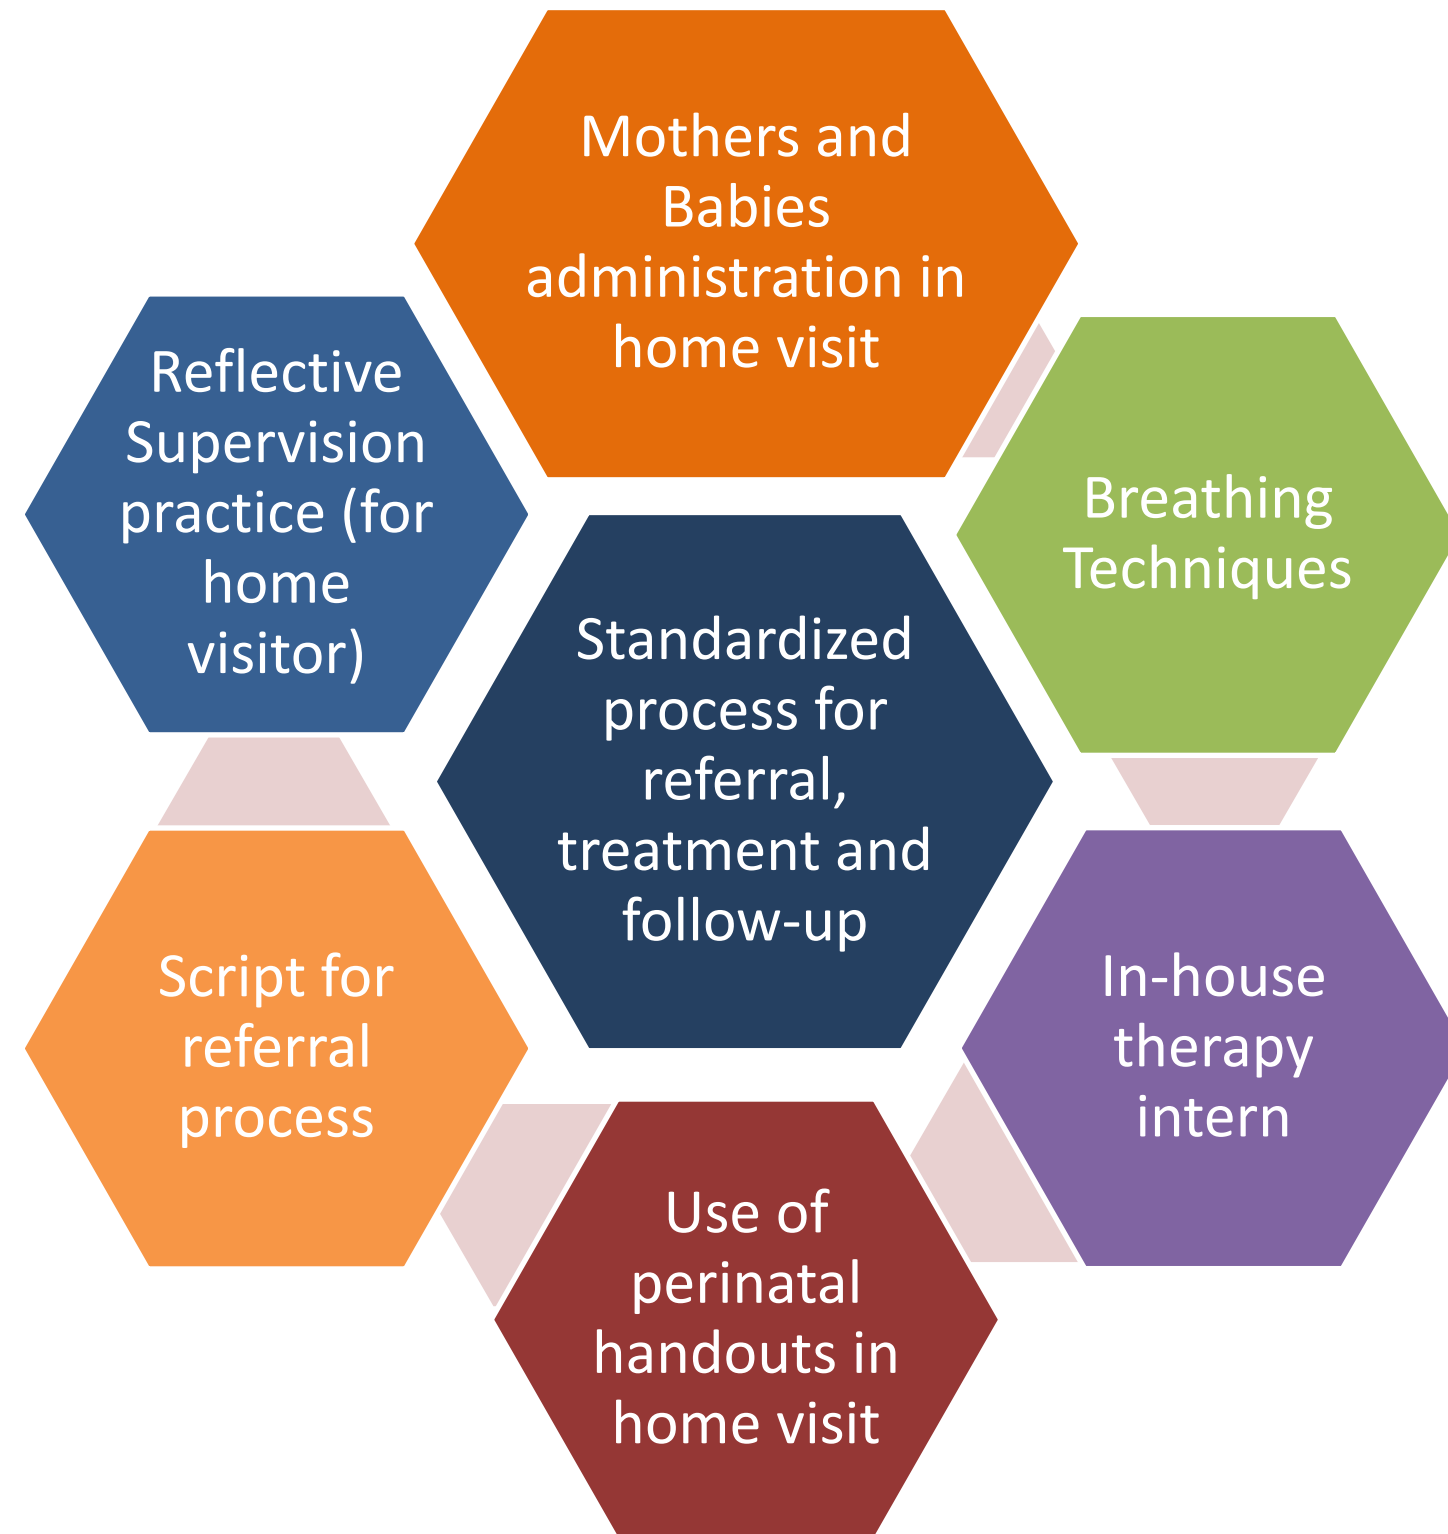 Mothers and
Babies
administration in
home visit
Reflective
Supervision
practice (for
home
visitor)
Breathing
Techniques
Standardized
process for
referral,
treatment and
follow-up
Script for
referral
process
In-house
therapy
intern
Use of
perinatal
handouts in
home visit